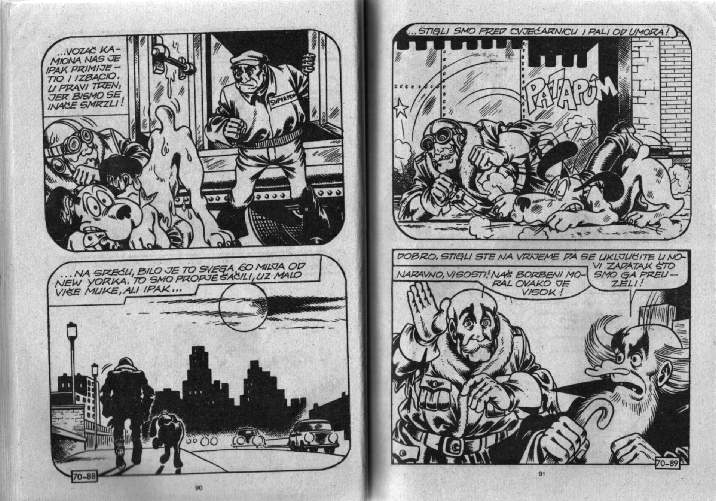 ...VOZAČ KA-
MIONA NAS JE
IPAK PRIMIJE-
TIO I IZBACIO.
U PRAVI TREN,
JER BISMO SE
INAČE SMRZLI!
SUPERTED
...NA SREĆU, BILO JE TO SVEGA 60 MILJA OD
NEW YORKA. TO SMO PROPJEŠAČILI, UZ MALO
VIŠE MUKE, ALI IPAK...
70-88
90
...STIGLI SMO PRED CVJEĆARNICU I PALI OD UMORA!
PATAPUM
DOBRO, STIGLI STE NA VRIJEME DA SE UKLJUČITE U NO-
VI ZADATAK ŠTO
SMO GA PREU-
ZELI!
NARAVNO, VISOSTI! NAŠ BORBENI MO-
RAL OVAKO JE
VISOK!
70-89
91